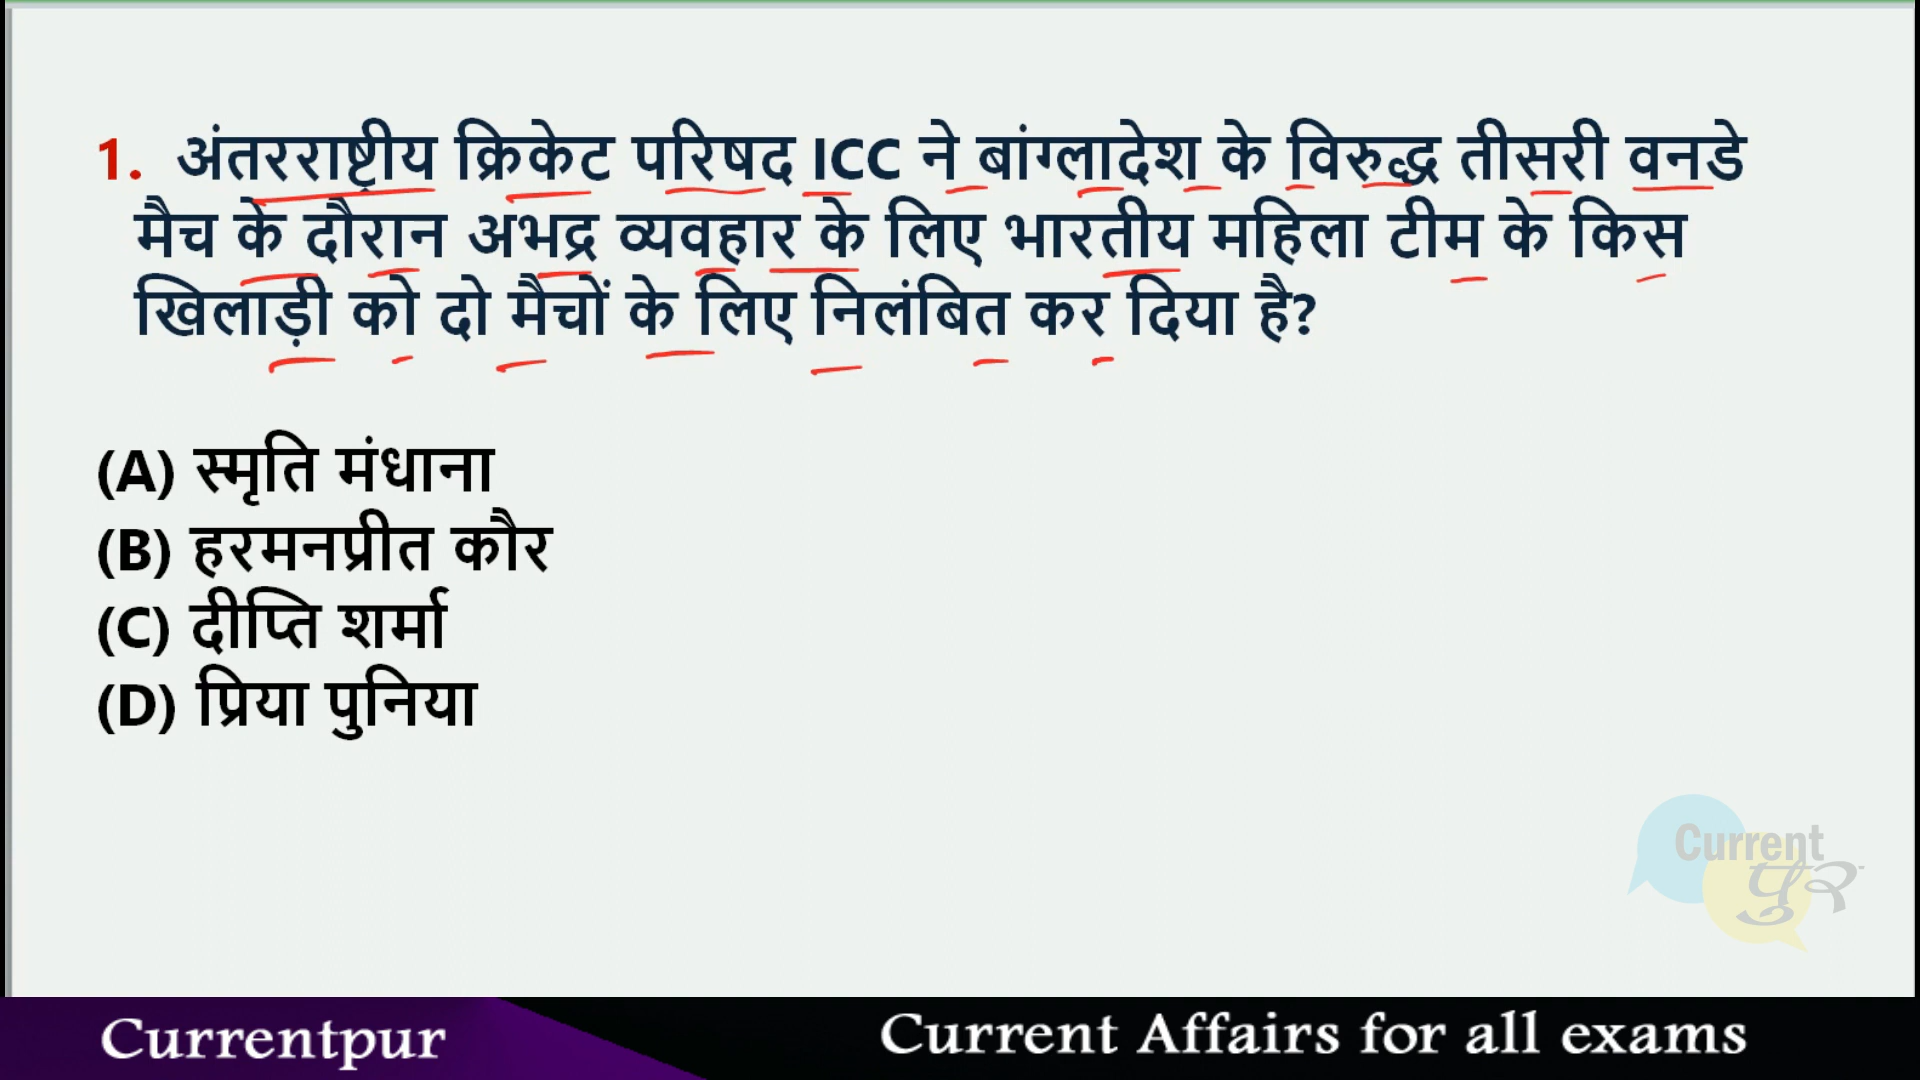 1. अंतरराष्ट्रीय क्रिकेट परिषद ICC ने बांग्लादेश के विरुद्ध तीसरी वनडे
मैच के दौरान अभद्र व्यवहार के लिए भारतीय महिला टीम के किस
खिलाड़ी को दो मैचों के लिए निलंबित कर दिया है?
(A) स्मृति मंधाना
(B) हरमनप्रीत कौर
(C) दीप्ति शर्मा
(D) प्रिया पुनिया
Current
पुर
Currentpur
Current Affairs for all exams